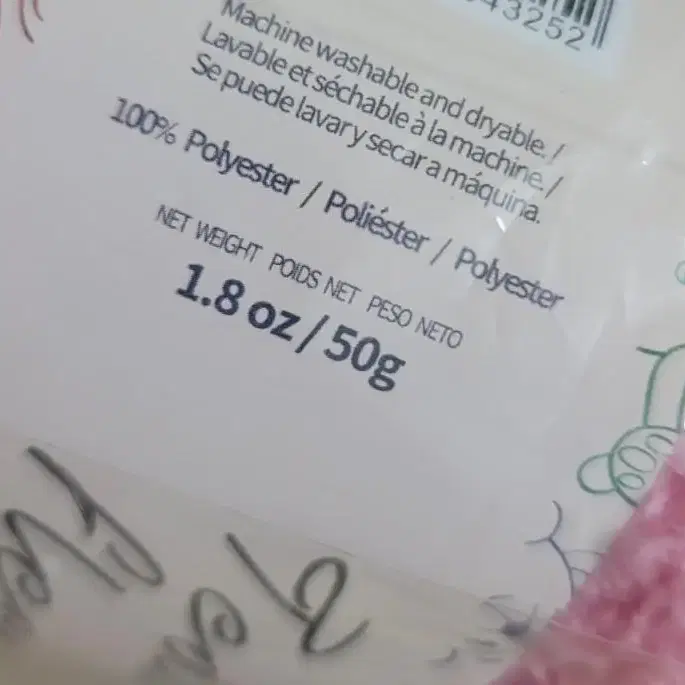 43252
Machine washable and dryable. /
Lavable et séchable à la machine. /
Se puede lavar y secar a máquina.
100% Polyester / Poliéster / Polyester
NET WEIGHT POIDS NET PESO NETO
1.8 oz / 50g